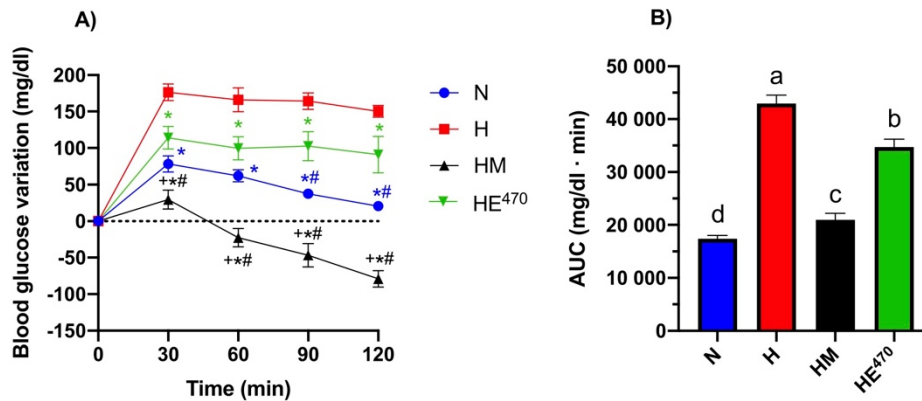 A)
Blood glucose variation (mg/dl)
200
150
100
50
0
-50
-100
-150
* * * *
* * *# *#
+*#
+*# +*# +*#
0 30 60 90 120
Time (min)
N
H
HM
HE⁴⁷⁰
B)
AUC (mg/dl · min)
50 000
40 000
30 000
20 000
10 000
0
d a c b
N H HM HE⁴⁷⁰